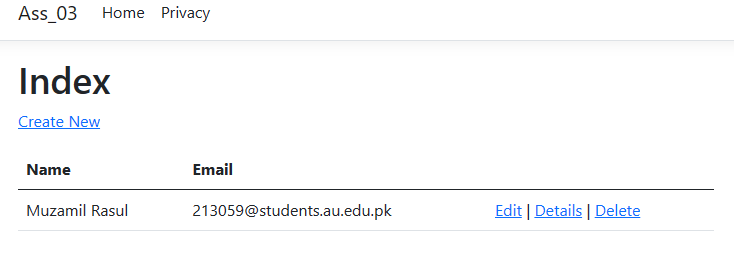 Ass_03 Home Privacy
Index
Create New
Name Email
Muzamil Rasul 213059@students.au.edu.pk Edit | Details | Delete